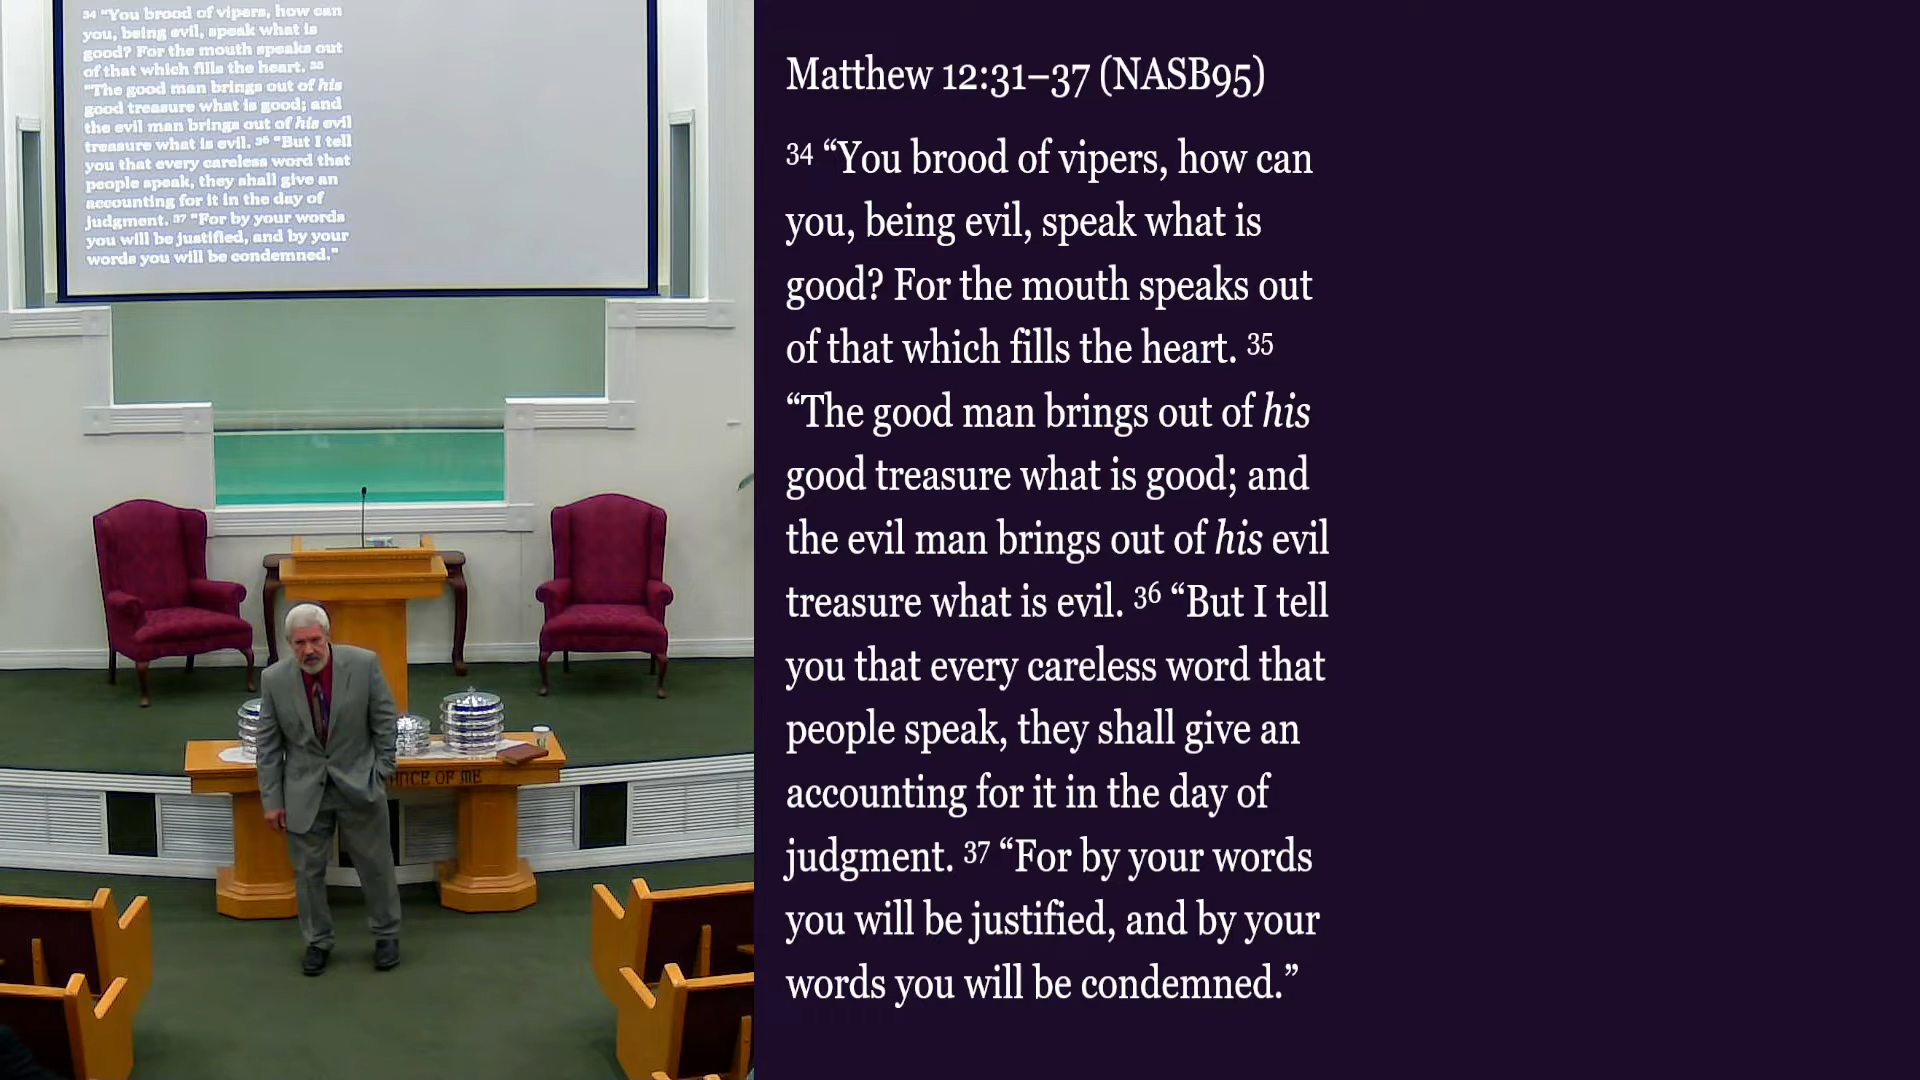 34 “You brood of vipers, how can
you, being evil, speak what is
good? For the mouth speaks out
of that which fills the heart. 35
“The good man brings out of his
good treasure what is good; and
the evil man brings out of his evil
treasure what is evil. 36 “But I tell
you that every careless word that
people speak, they shall give an
accounting for it in the day of
judgment. 37 “For by your words
you will be justified, and by your
words you will be condemned.”
OF ME
Matthew 12:31–37 (NASB95)
34 “You brood of vipers, how can
you, being evil, speak what is
good? For the mouth speaks out
of that which fills the heart. 35
“The good man brings out of his
good treasure what is good; and
the evil man brings out of his evil
treasure what is evil. 36 “But I tell
you that every careless word that
people speak, they shall give an
accounting for it in the day of
judgment. 37 “For by your words
you will be justified, and by your
words you will be condemned.”